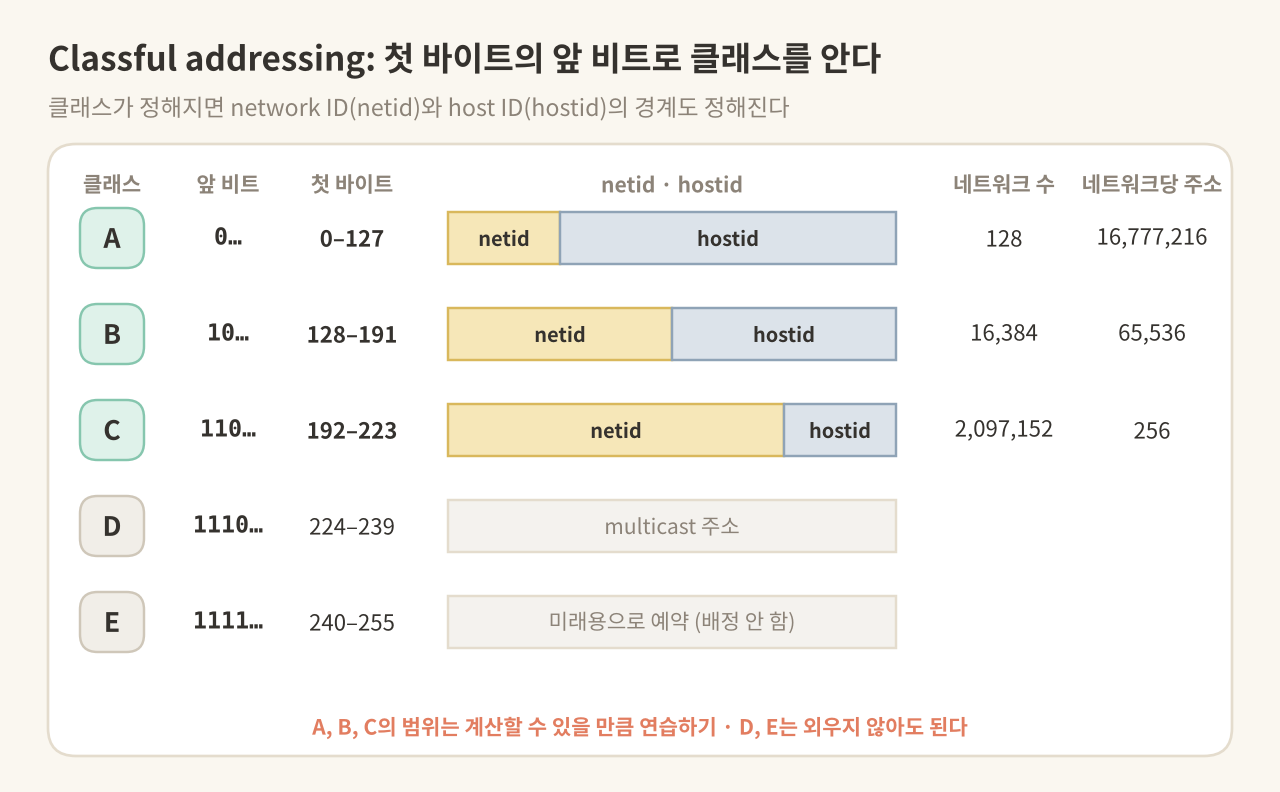 Classful addressing: 첫 바이트의 앞 비트로 클래스를 안다
클래스가 정해지면 network ID(netid)와 host ID(hostid)의 경계도 정해진다
클래스 앞 비트 첫 바이트 netid · hostid 네트워크 수 네트워크당 주소
A 0… 0–127 netid hostid 128 16,777,216
B 10… 128–191 netid hostid 16,384 65,536
C 110… 192–223 netid hostid 2,097,152 256
D 1110… 224–239 multicast 주소
E 1111… 240–255 미래용으로 예약 (배정 안 함)
A, B, C의 범위는 계산할 수 있을 만큼 연습하기 · D, E는 외우지 않아도 된다